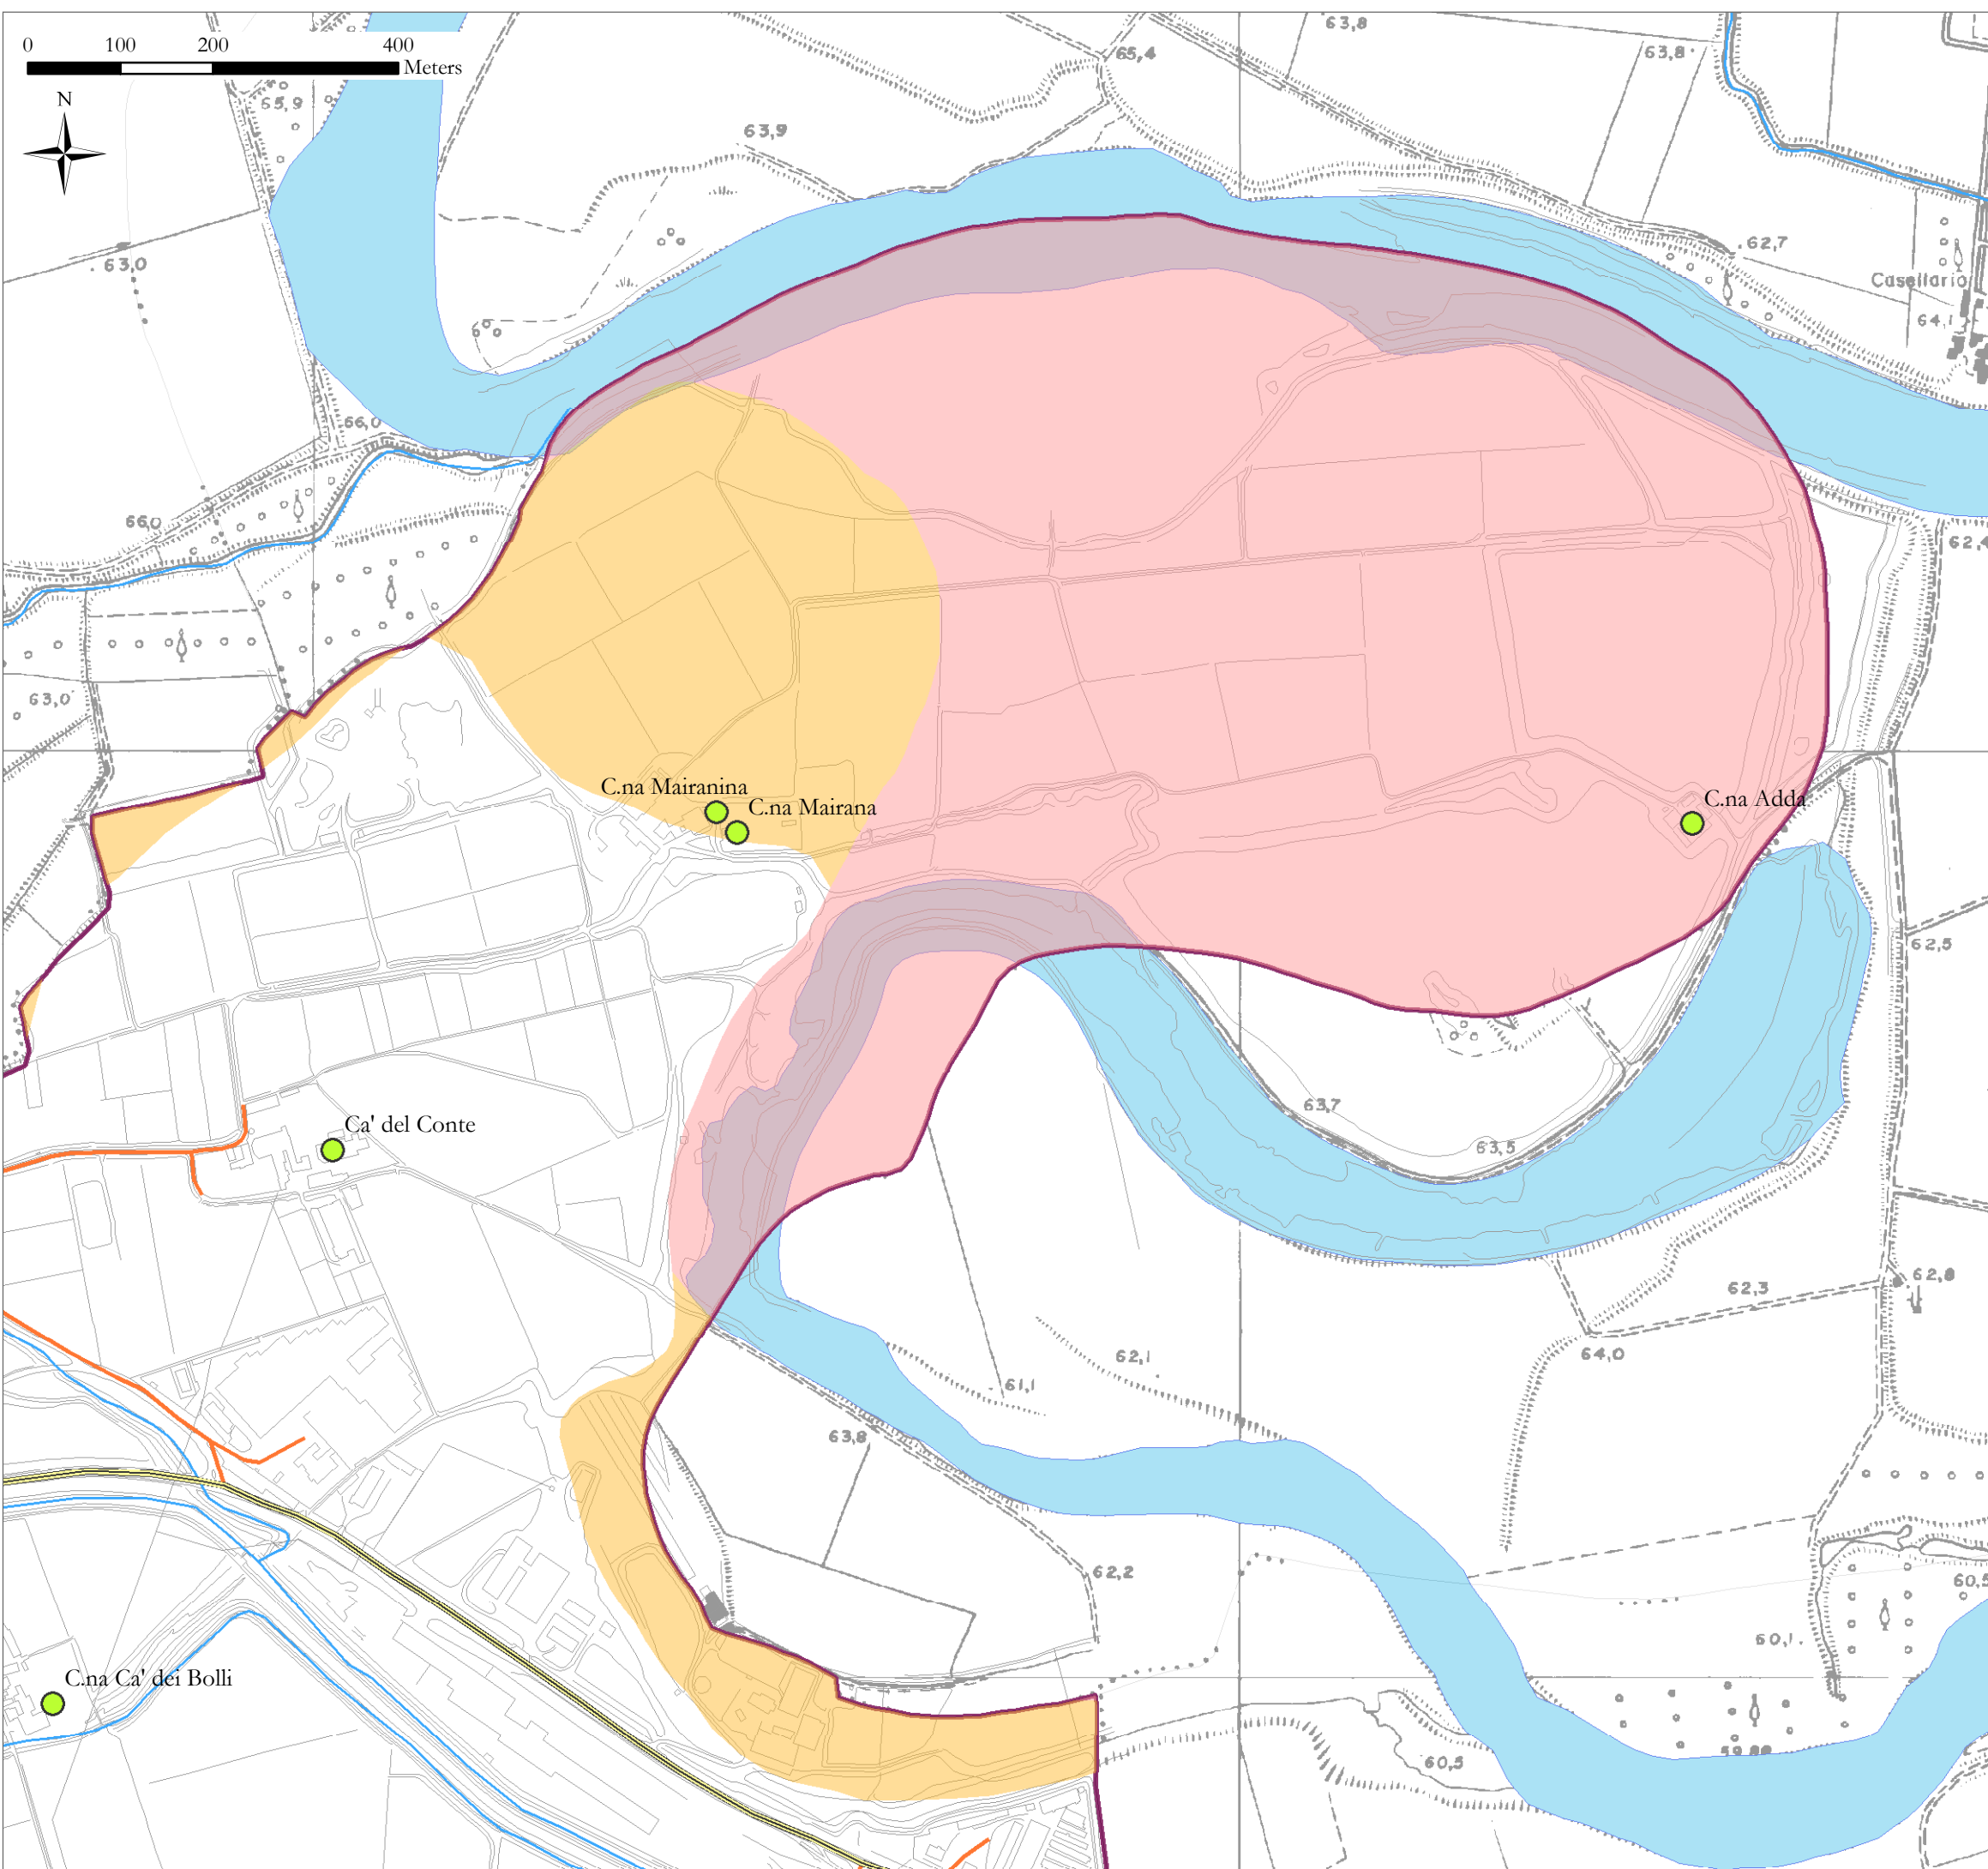 0 100 200 400
Meters
N
63,8
65,4
63,8
65,9
63,9
62,7
63,0
Casellario
64,1
66,0
66,0
62,4
63,0
C.na Mairanina
C.na Mairana
C.na Adda
62,5
63,7
Ca' del Conte
63,5
62,8
62,3
62,1
64,0
61,1
63,8
62,2
60,5
60,1
C.na Ca' dei Bolli
60,5